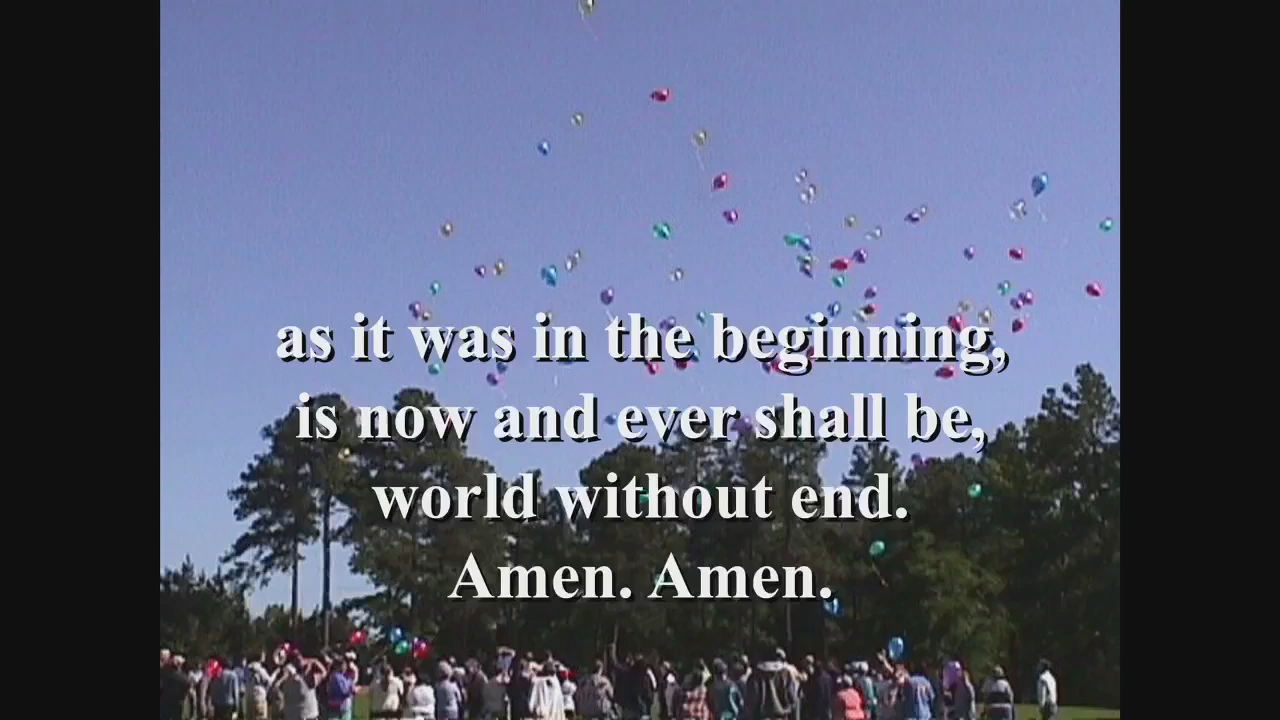 as it was in the beginning,
is now and ever shall be,
world without end.
Amen. Amen.